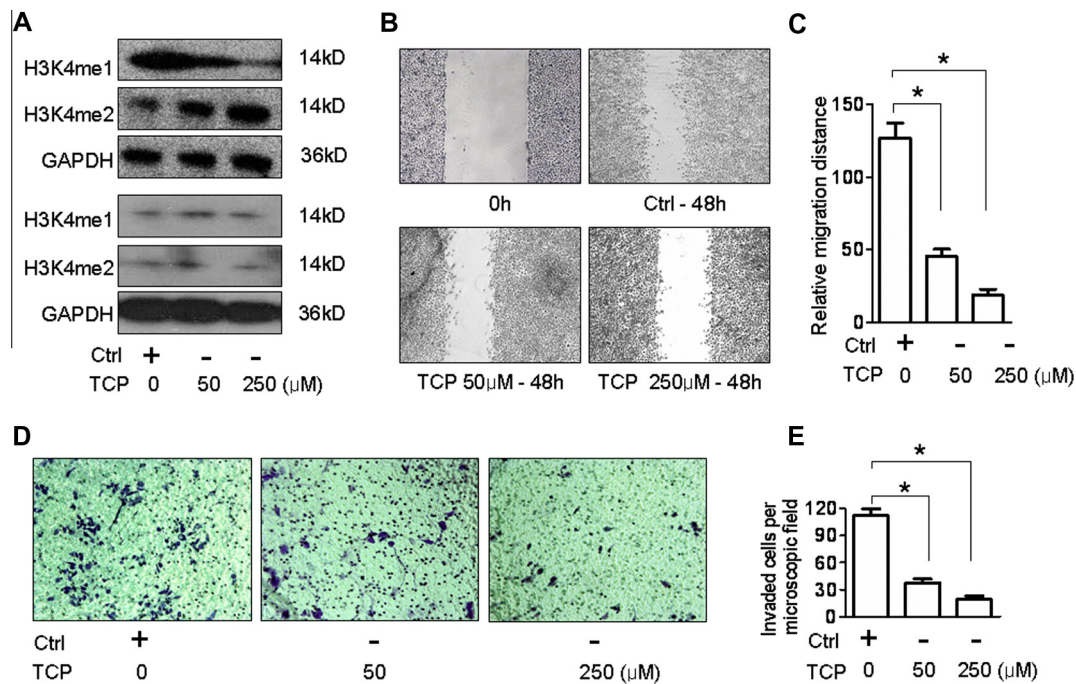 A
H3K4me1 14kD
H3K4me2 14kD
GAPDH 36kD
H3K4me1 14kD
H3K4me2 14kD
GAPDH 36kD
Ctrl + - -
TCP 0 50 250 (μM)
B
0h
Ctrl - 48h
TCP 50μM - 48h
TCP 250μM - 48h
C
*
*
Relative migration distance
150
100
50
0
Ctrl + - -
TCP 0 50 250 (μM)
D
Ctrl + - -
TCP 0 50 250 (μM)
E
*
*
Invaded cells per
microscopic field
120
90
60
30
0
Ctrl + - -
TCP 0 50 250 (μM)